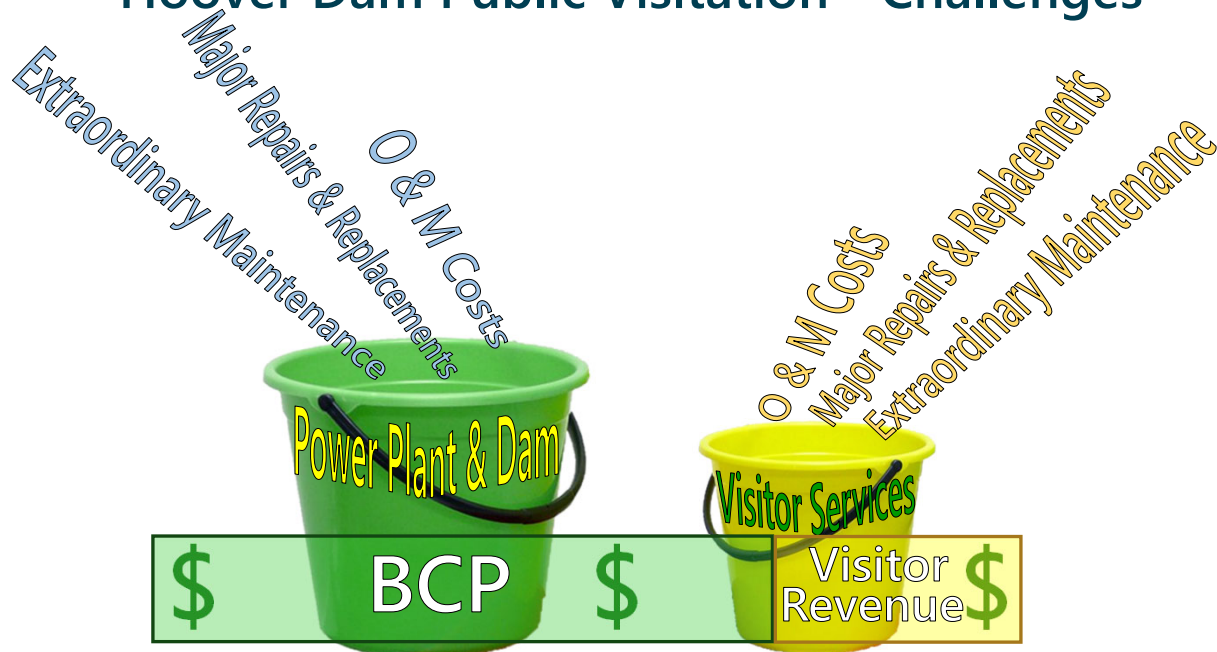 Hoover Dam Public Visitation - Challenges
Extraordinary Maintenance
Major Repairs & Replacements
O & M Costs
O & M Costs
Major Repairs & Replacements
Extraordinary Maintenance
Power Plant & Dam
Visitor Services
$ BCP $
Visitor
Revenue $